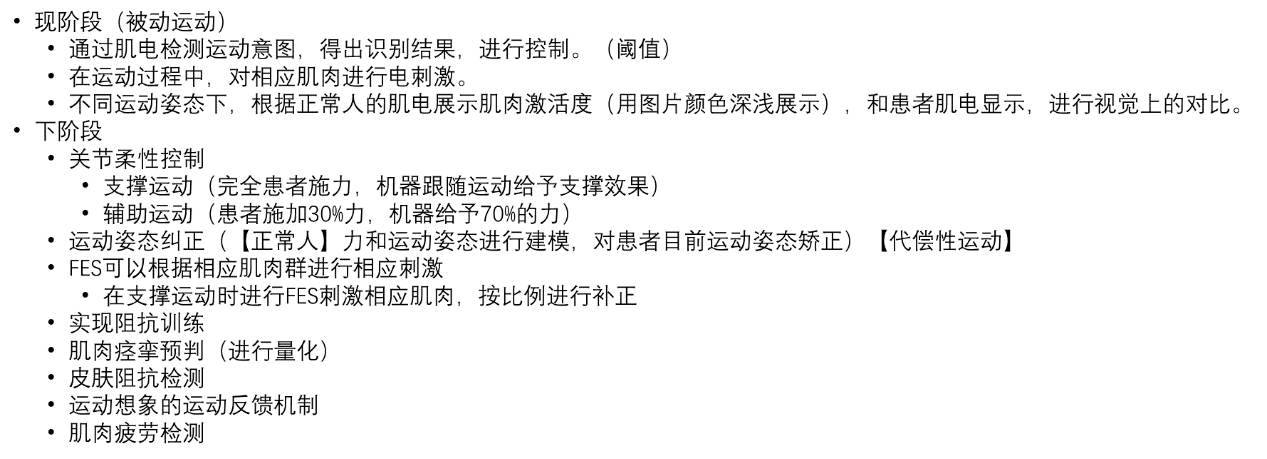 • 现阶段（被动运动）
• 通过肌电检测运动意图，得出识别结果，进行控制。（阈值）
• 在运动过程中，对相应肌肉进行电刺激。
• 不同运动姿态下，根据正常人的肌电展示肌肉激活度（用图片颜色深浅展示），和患者肌电显示，进行视觉上的对比。
• 下阶段
• 关节柔性控制
• 支撑运动（完全患者施力，机器跟随运动给予支撑效果）
• 辅助运动（患者施加30%力，机器给予70%的力）
• 运动姿态纠正（【正常人】力和运动姿态进行建模，对患者目前运动姿态矫正）【代偿性运动】
• FES可以根据相应肌肉群进行相应刺激
• 在支撑运动时进行FES刺激相应肌肉，按比例进行补正
• 实现阻抗训练
• 肌肉痉挛预判（进行量化）
• 皮肤阻抗检测
• 运动想象的运动反馈机制
• 肌肉疲劳检测